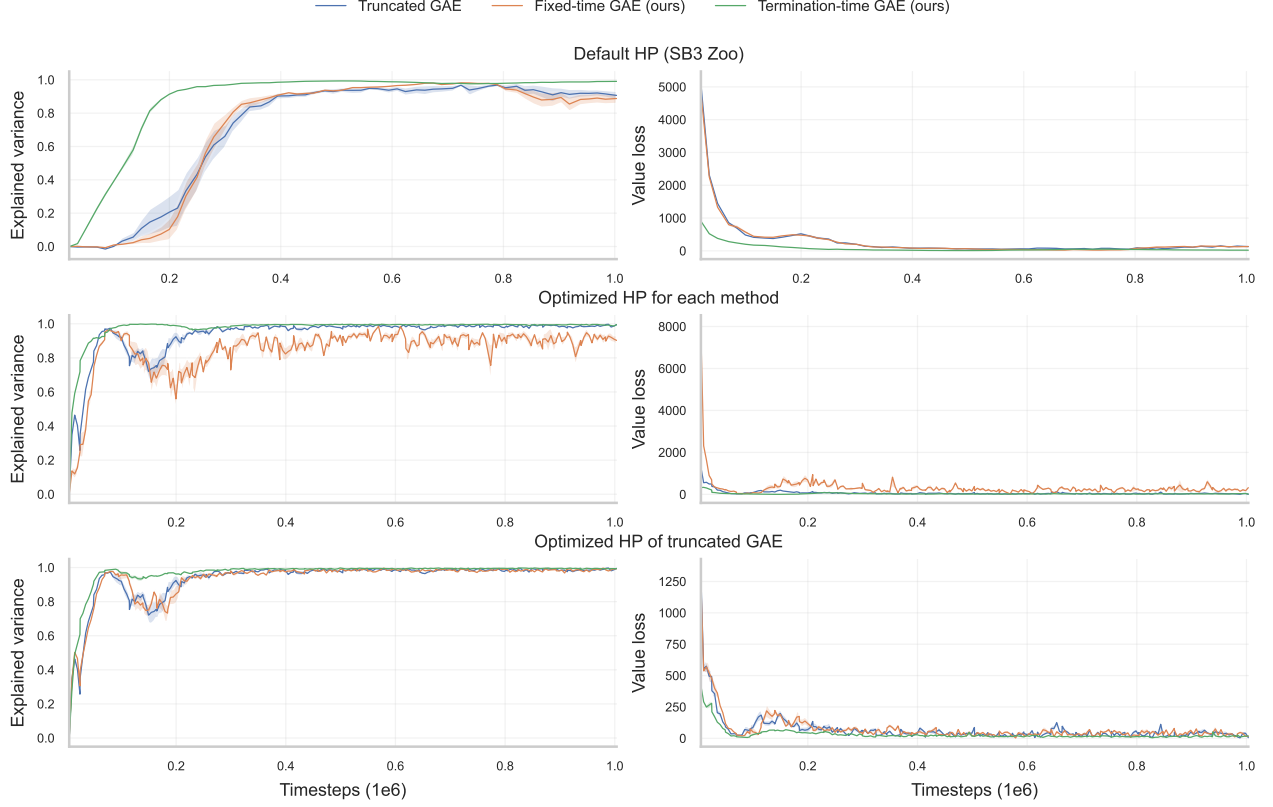 Truncated GAE Fixed-time GAE (ours) Termination-time GAE (ours)
Default HP (SB3 Zoo)
Explained variance
1.0
0.8
0.6
0.4
0.2
0.0
0.2 0.4 0.6 0.8 1.0
Value loss
5000
4000
3000
2000
1000
0
0.2 0.4 0.6 0.8 1.0
Optimized HP for each method
Explained variance
1.0
0.8
0.6
0.4
0.2
0.0
0.2 0.4 0.6 0.8 1.0
Value loss
8000
6000
4000
2000
0
0.2 0.4 0.6 0.8 1.0
Optimized HP of truncated GAE
Explained variance
1.0
0.8
0.6
0.4
0.2
0.0
0.2 0.4 0.6 0.8 1.0
Timesteps (1e6)
Value loss
1250
1000
750
500
250
0
0.2 0.4 0.6 0.8 1.0
Timesteps (1e6)